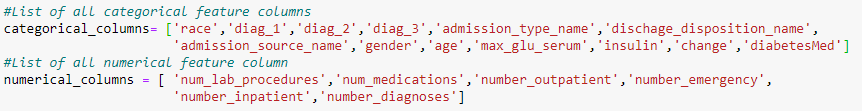 #List of all categorical feature columns
categorical_columns= ['race','diag_1','diag_2','diag_3','admission_type_name','dischage_disposition_name',
'admission_source_name','gender','age','max_glu_serum','insulin','change','diabetesMed']
#List of all numerical feature column
numerical_columns = [ 'num_lab_procedures','num_medications','number_outpatient','number_emergency',
'number_inpatient','number_diagnoses']